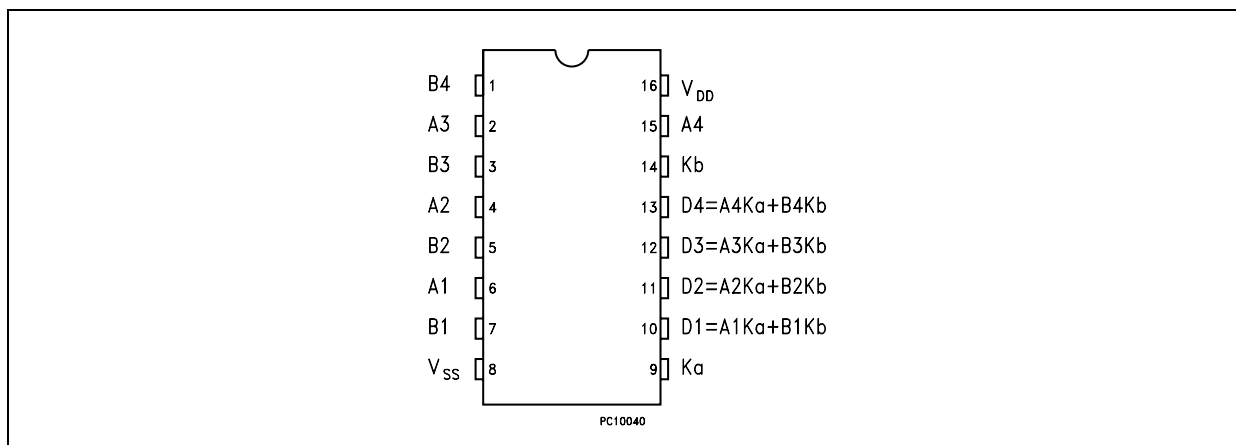 B4 1 16 V_DD
A3 2 15 A4
B3 3 14 Kb
A2 4 13 D4=A4Ka+B4Kb
B2 5 12 D3=A3Ka+B3Kb
A1 6 11 D2=A2Ka+B2Kb
B1 7 10 D1=A1Ka+B1Kb
V_SS 8 9 Ka
PC10040